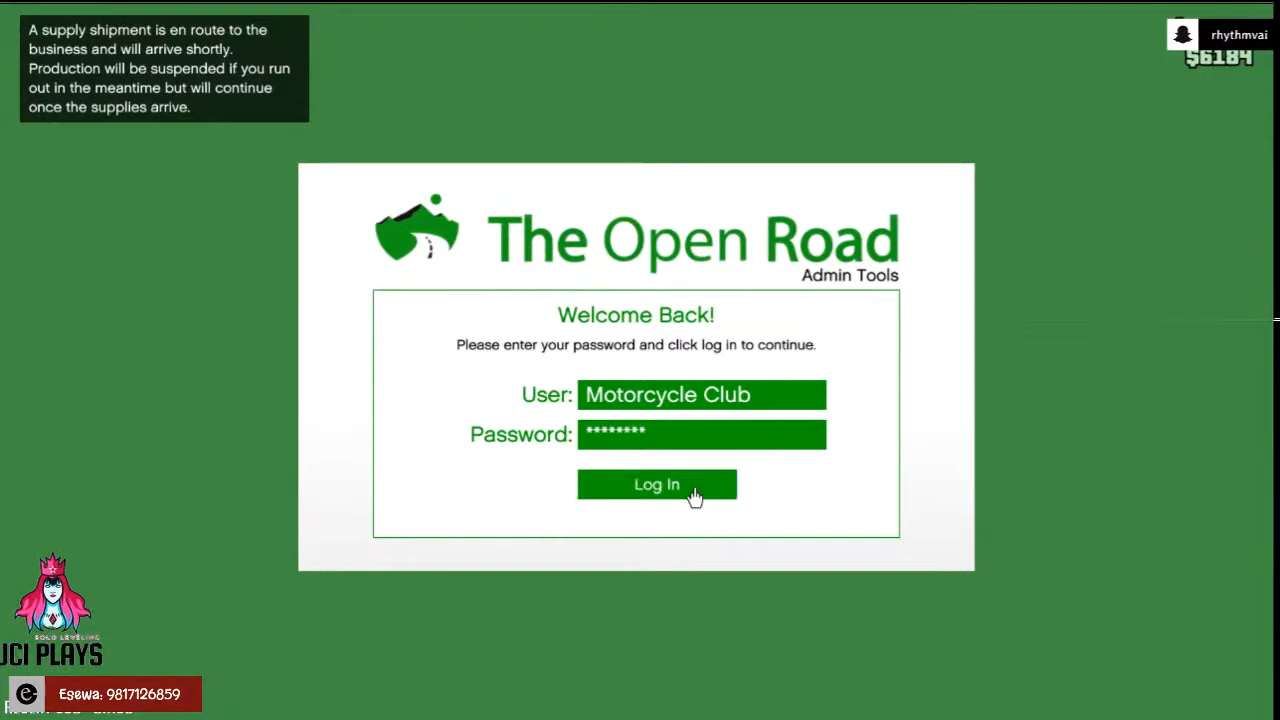 A supply shipment is en route to the
business and will arrive shortly.
Production will be suspended if you run
out in the meantime but will continue
once the supplies arrive.
rhythmvai
$6184
The Open Road
Admin Tools
Welcome Back!
Please enter your password and click log in to continue.
User: Motorcycle Club
Password: ********
Log In
SOLO LEVELING
JCI PLAYS
Esewa: 9817126859